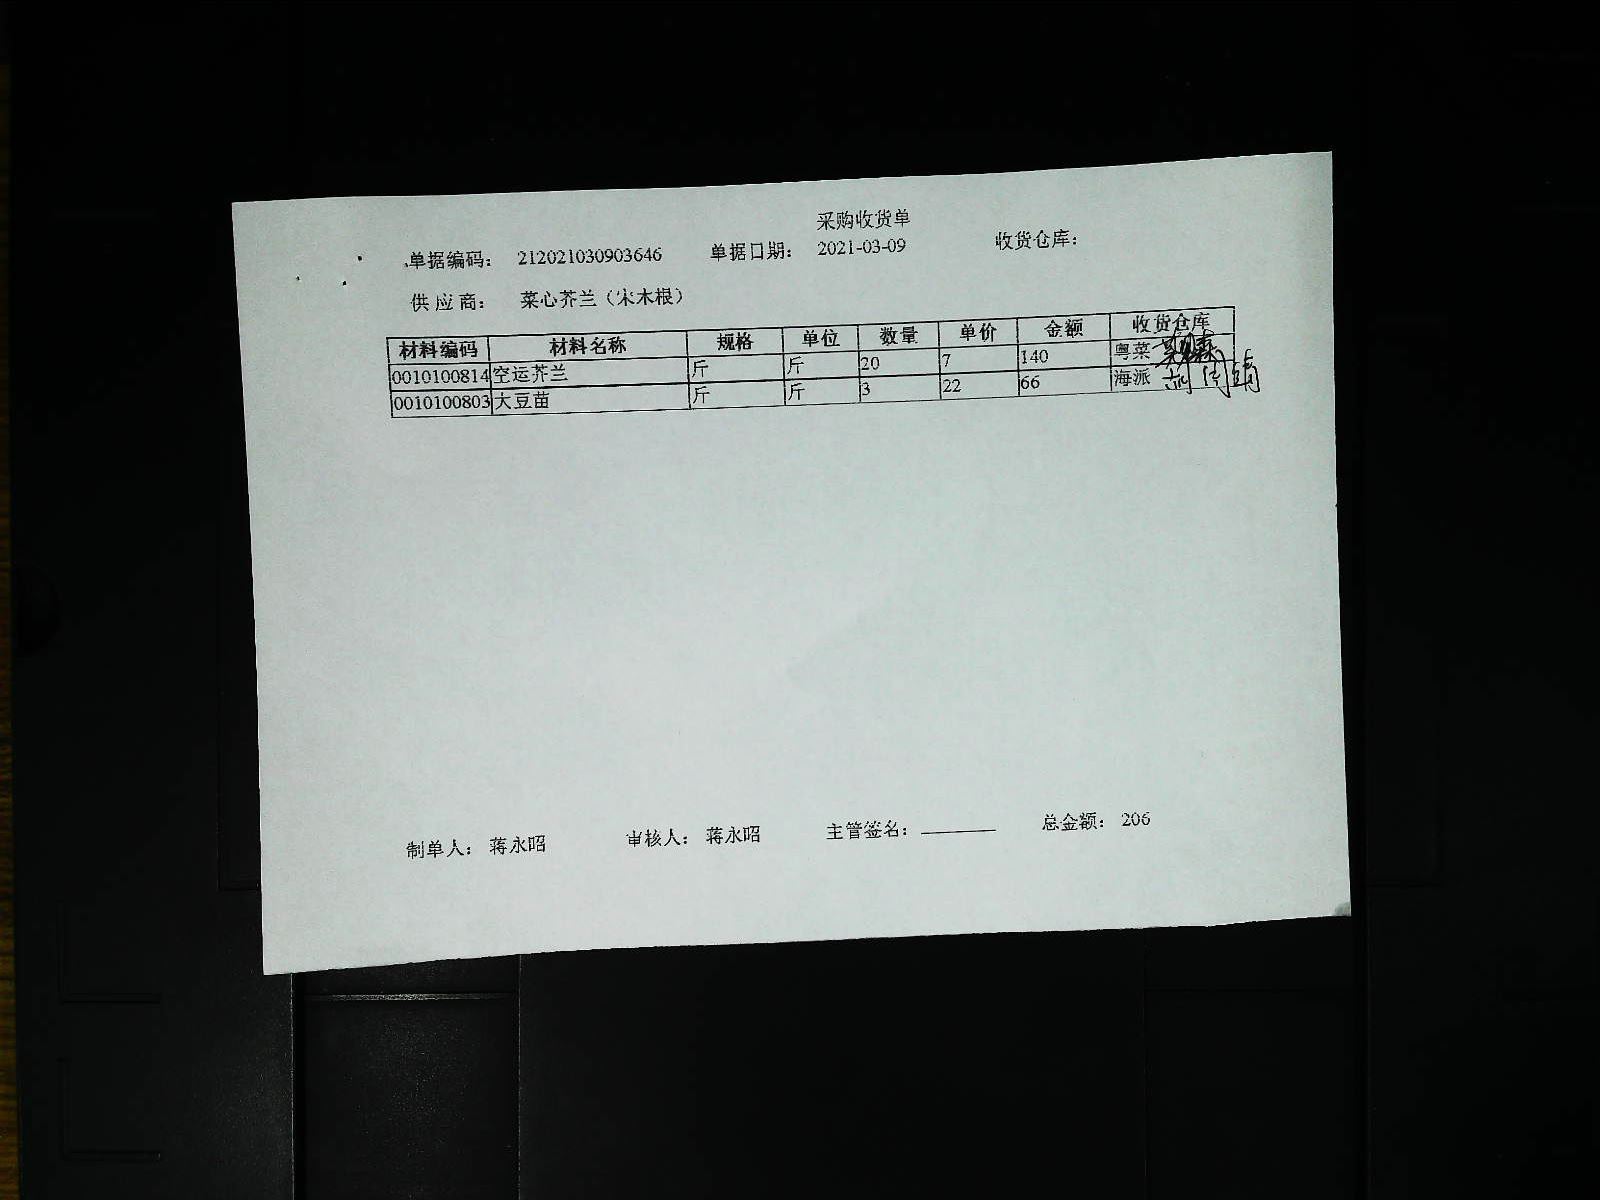 采购收货单
单据编码： 212021030903646 单据日期： 2021-03-09 收货仓库：
供应商： 菜心芥兰（宋木根）
材料编码 材料名称 规格 单位 数量 单价 金额 收货仓库
0010100814 空运芥兰 斤 斤 20 7 140 粤菜
0010100803 大豆苗 斤 斤 3 22 66 海派
制单人： 蒋永昭 审核人： 蒋永昭 主管签名： 总金额： 206